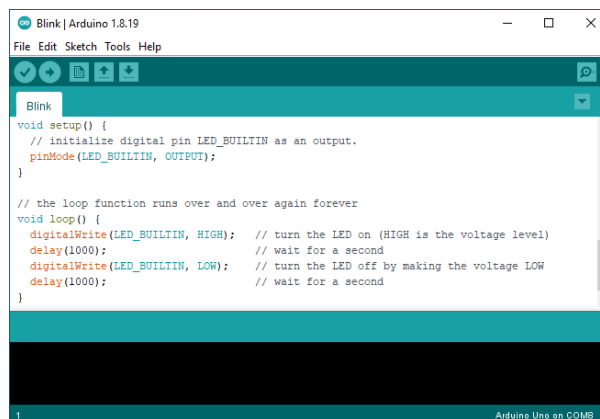 Blink | Arduino 1.8.19
File Edit Sketch Tools Help
Blink
void setup() {
  // initialize digital pin LED_BUILTIN as an output.
  pinMode(LED_BUILTIN, OUTPUT);
}

// the loop function runs over and over again forever
void loop() {
  digitalWrite(LED_BUILTIN, HIGH);   // turn the LED on (HIGH is the voltage level)
  delay(1000);                       // wait for a second
  digitalWrite(LED_BUILTIN, LOW);    // turn the LED off by making the voltage LOW
  delay(1000);                       // wait for a second
}
1 Arduino Uno on COM8